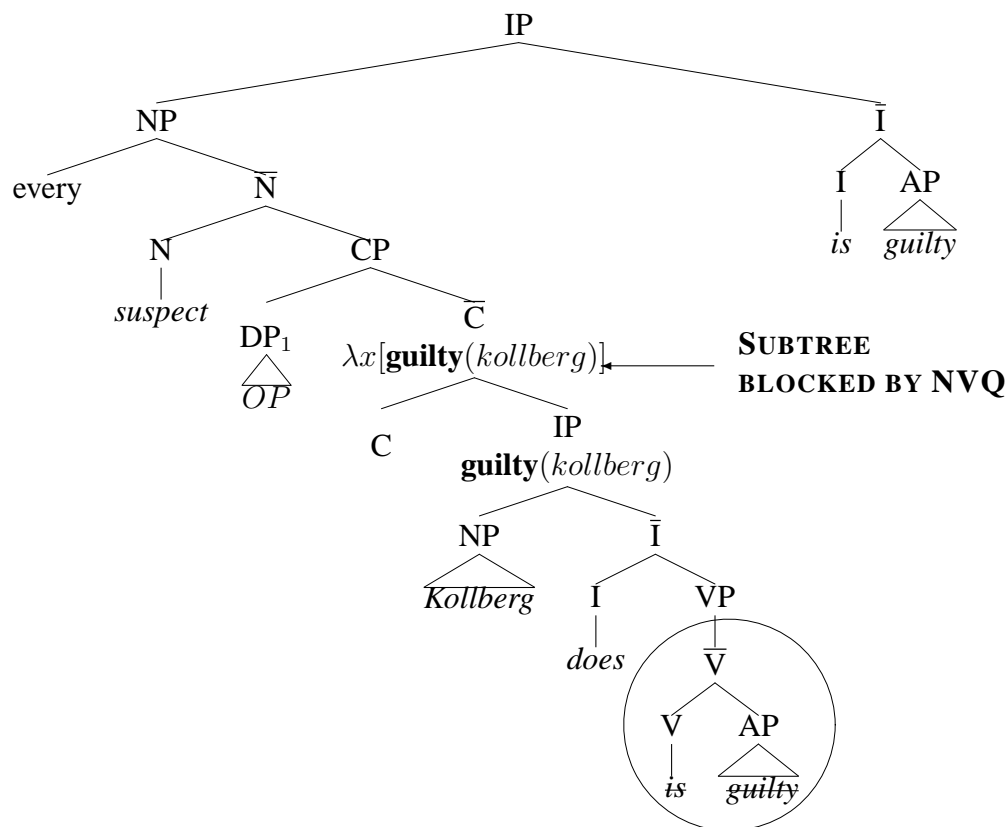 IP
NP Ī
every N̄ I AP
N CP is guilty
suspect DP₁ C̄
OP λx[guilty(kollberg)] SUBTREE
BLOCKED BY NVQ
C IP
guilty(kollberg)
NP Ī
Kollberg I VP
does V̄
V AP
is guilty